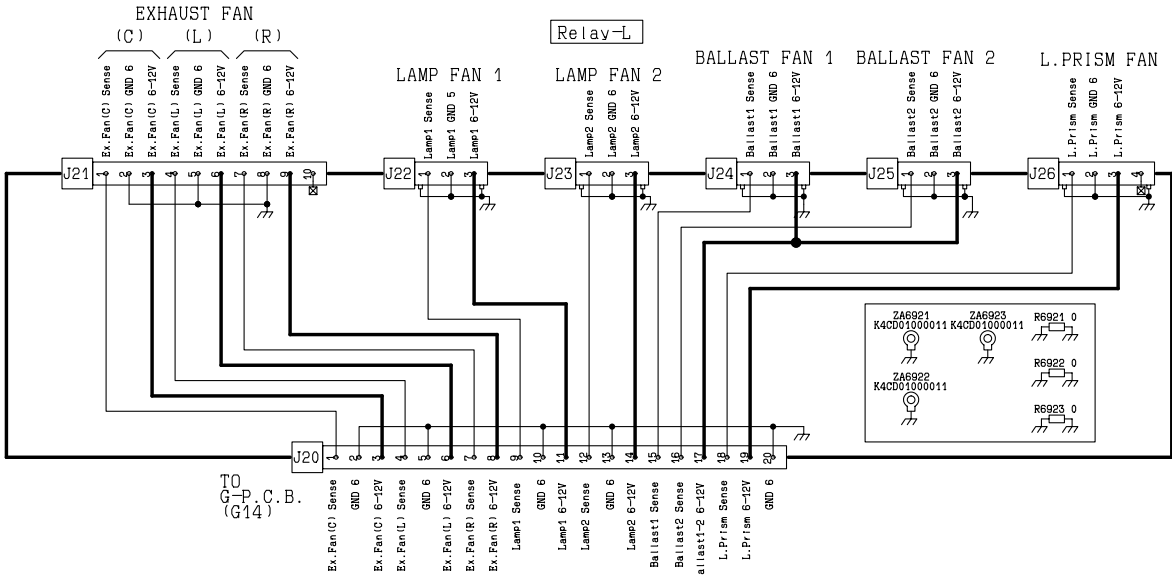 EXHAUST FAN
(C) (L) (R)
Relay-L
LAMP FAN 1
LAMP FAN 2
BALLAST FAN 1
BALLAST FAN 2
L.PRISM FAN
Ex.Fan(C) Sense
Ex.Fan(C) GND 6
Ex.Fan(C) 6-12V
Ex.Fan(L) Sense
Ex.Fan(L) GND 6
Ex.Fan(L) 6-12V
Ex.Fan(R) Sense
Ex.Fan(R) GND 6
Ex.Fan(R) 6-12V
Lamp1 Sense
Lamp1 GND 5
Lamp1 6-12V
Lamp2 Sense
Lamp2 GND 6
Lamp2 6-12V
Ballast1 Sense
Ballast1 GND 6
Ballast1 6-12V
Ballast2 Sense
Ballast2 GND 6
Ballast2 6-12V
L.Prism Sense
L.Prism GND 6
L.Prism 6-12V
J21 1 2 3 4 5 6 7 8 9 10
J22 1 2 3
J23 1 2 3
J24 1 2 3
J25 1 2 3
J26 1 2 3 4
ZA6921
K4CD01000011
ZA6923
K4CD01000011
R6921 0
ZA6922
K4CD01000011
R6922 0
R6923 0
J20 1 2 3 4 5 6 7 8 9 10 11 12 13 14 15 16 17 18 19 20
TO
G-P.C.B.
(G14)
Ex.Fan(C) Sense
GND 6
Ex.Fan(C) 6-12V
Ex.Fan(L) Sense
GND 6
Ex.Fan(L) 6-12V
Ex.Fan(R) Sense
Ex.Fan(R) 6-12V
Lamp1 Sense
GND 6
Lamp1 6-12V
Lamp2 Sense
GND 6
Lamp2 6-12V
Ballast1 Sense
Ballast2 Sense
allast1-2 6-12V
L.Prism Sense
L.Prism 6-12V
GND 6